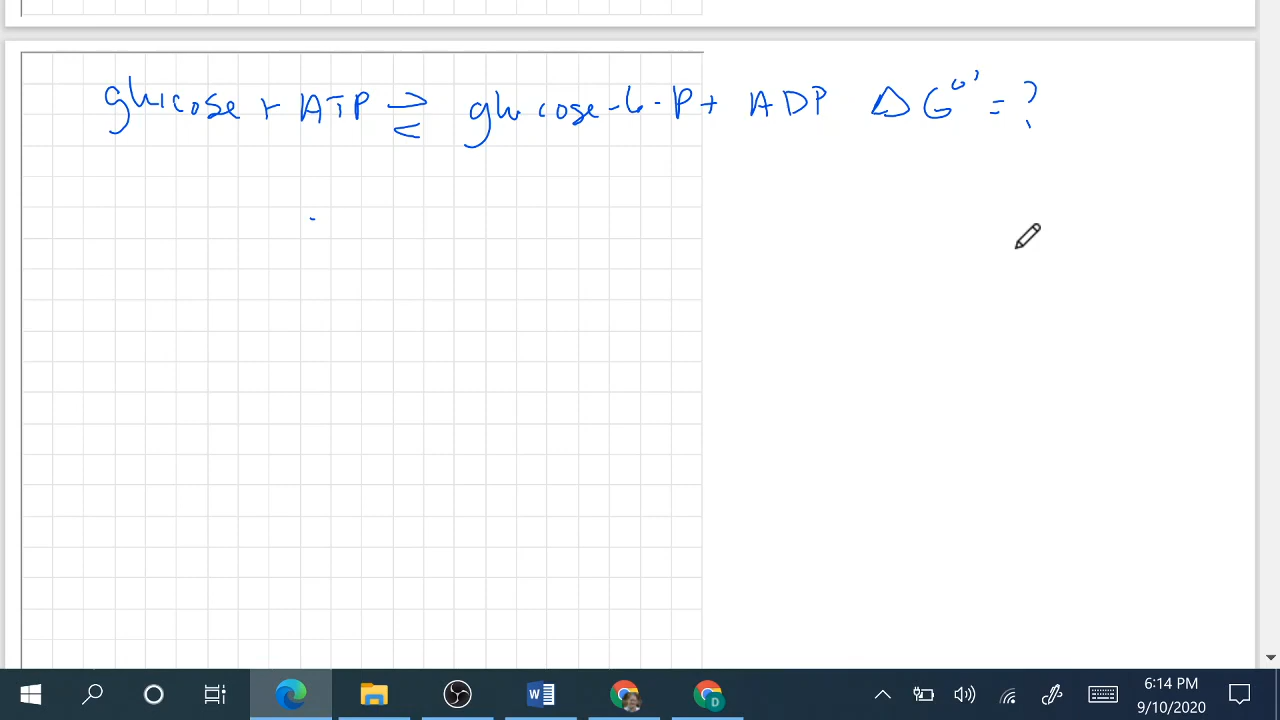 glucose + ATP ⇌ glucose-6-P + ADP ΔG°' = ?
6:14 PM
9/10/2020